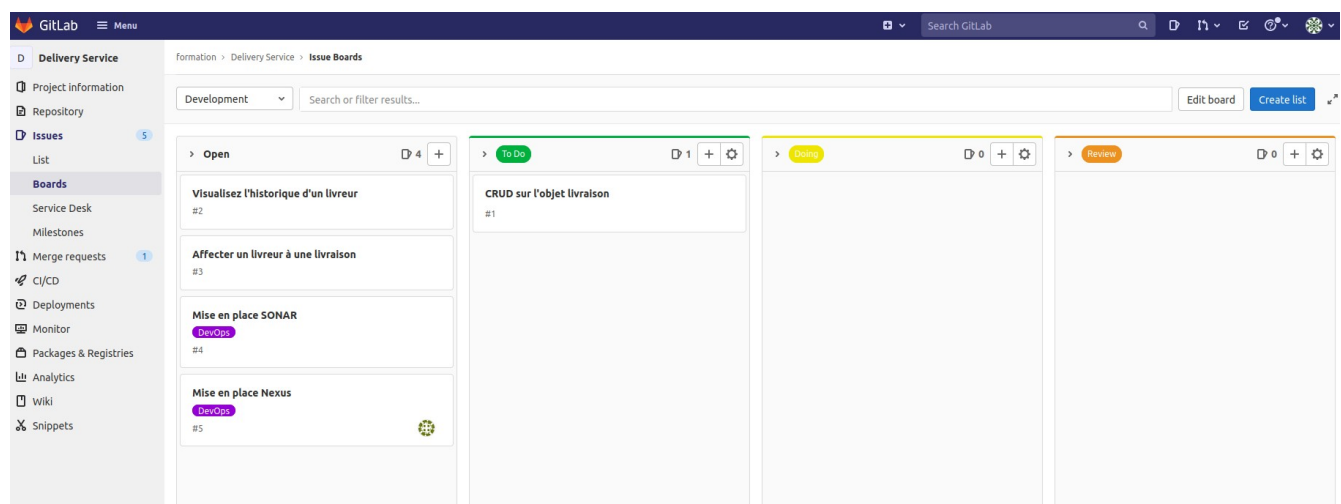 GitLab Menu Search GitLab
D Delivery Service
Project information
Repository
Issues 5
List
Boards
Service Desk
Milestones
Merge requests 1
CI/CD
Deployments
Monitor
Packages & Registries
Analytics
Wiki
Snippets
formation > Delivery Service > Issue Boards
Development Search or filter results... Edit board Create list
Open 4
Visualisez l'historique d'un livreur
#2
Affecter un livreur à une livraison
#3
Mise en place SONAR
DevOps
#4
Mise en place Nexus
DevOps
#5
To Do 1
CRUD sur l'objet livraison
#1
Doing 0
Review 0